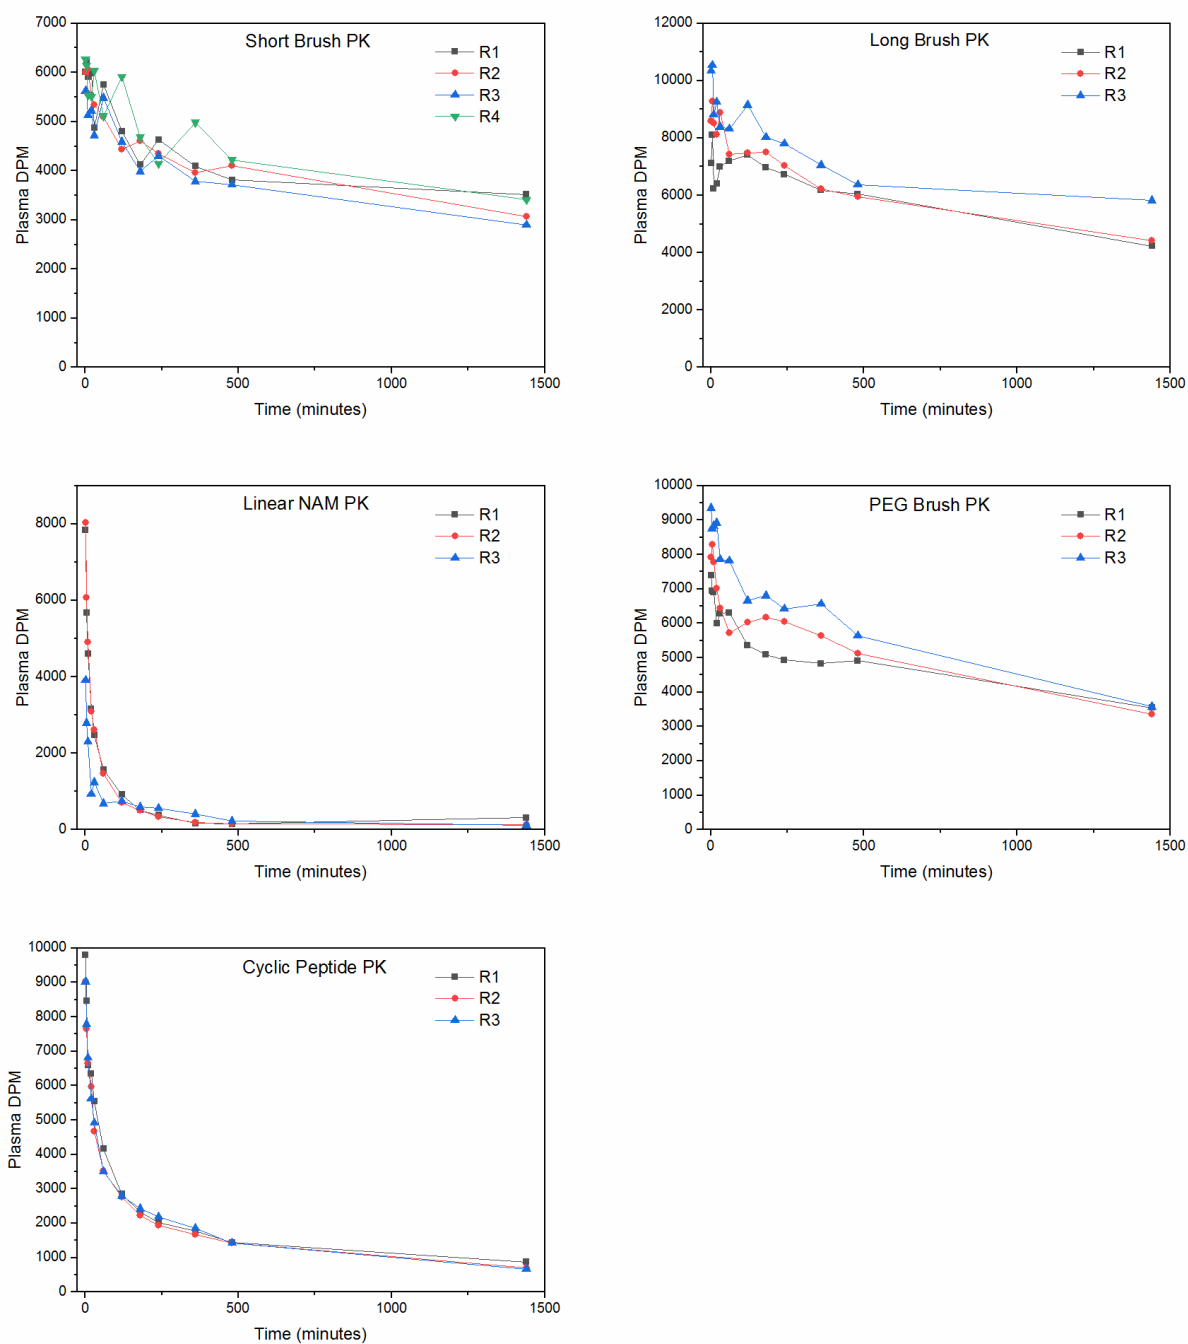 Short Brush PK
R1
R2
R3
R4
7000
6000
5000
4000
3000
2000
1000
0
Plasma DPM
0
500
1000
1500
Time (minutes)
Long Brush PK
R1
R2
R3
12000
10000
8000
6000
4000
2000
0
Plasma DPM
0
500
1000
1500
Time (minutes)
Linear NAM PK
R1
R2
R3
8000
6000
4000
2000
0
Plasma DPM
0
500
1000
1500
Time (minutes)
PEG Brush PK
R1
R2
R3
10000
9000
8000
7000
6000
5000
4000
3000
2000
1000
0
Plasma DPM
0
500
1000
1500
Time (minutes)
Cyclic Peptide PK
R1
R2
R3
10000
9000
8000
7000
6000
5000
4000
3000
2000
1000
0
Plasma DPM
0
500
1000
1500
Time (minutes)